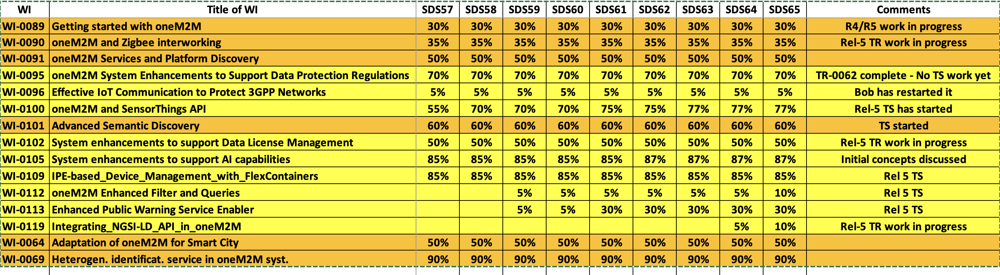 WI Title of WI SDS57 SDS58 SDS59 SDS60 SDS61 SDS62 SDS63 SDS64 SDS65 Comments
WI-0089 Getting started with oneM2M 30% 30% 30% 30% 30% 30% 30% 30% 30% R4/R5 work in progress
WI-0090 oneM2M and Zigbee interworking 35% 35% 35% 35% 35% 35% 35% 35% 35% Rel-5 TR work in progress
WI-0091 oneM2M Services and Platform Discovery 50% 50% 50% 50% 50% 50% 50% 50% 50%
WI-0095 oneM2M System Enhancements to Support Data Protection Regulations 70% 70% 70% 70% 70% 70% 70% 70% 70% TR-0062 complete - No TS work yet
WI-0096 Effective IoT Communication to Protect 3GPP Networks 5% 5% 5% 5% 5% 5% 5% 5% 5% Bob has restarted it
WI-0100 oneM2M and SensorThings API 55% 70% 70% 70% 75% 75% 77% 77% 77% Rel-5 TS has started
WI-0101 Advanced Semantic Discovery 60% 60% 60% 60% 60% 60% 60% 60% 60% TS started
WI-0102 System enhancements to support Data License Management 50% 50% 50% 50% 50% 50% 50% 50% 50% Rel-5 TR work in progress
WI-0105 System enhancements to support AI capabilities 85% 85% 85% 85% 85% 87% 87% 87% 87% Initial concepts discussed
WI-0109 IPE-based_Device_Management_with_FlexContainers 85% 85% 85% 85% 85% 85% 85% 85% 85% Rel 5 TS
WI-0112 oneM2M Enhanced Filter and Queries 5% 5% 5% 5% 5% 5% 10% Rel 5 TS
WI-0113 Enhanced Public Warning Service Enabler 5% 5% 30% 30% 30% 30% 30% Rel 5 TS
WI-0119 Integrating_NGSI-LD_API_in_oneM2M 5% 10% Rel-5 TR work in progress
WI-0064 Adaptation of oneM2M for Smart City 50% 50% 50% 50% 50% 50% 50% 50% 50%
WI-0069 Heterogen. identificat. service in oneM2M syst. 90% 90% 90% 90% 90% 90% 90% 90% 90%